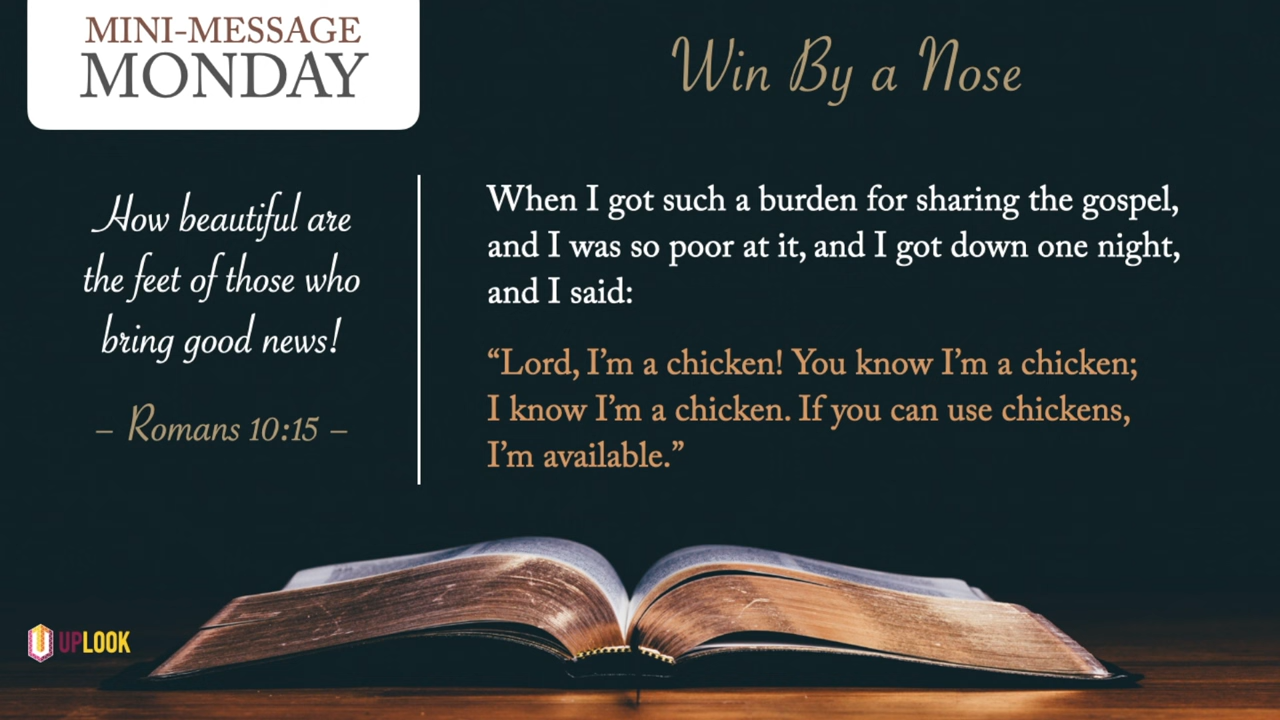 MINI-MESSAGE
MONDAY
Win By a Nose
How beautiful are
the feet of those who
bring good news!
– Romans 10:15 –
When I got such a burden for sharing the gospel,
and I was so poor at it, and I got down one night,
and I said:
“Lord, I’m a chicken! You know I’m a chicken;
I know I’m a chicken. If you can use chickens,
I’m available.”
UPLOOK